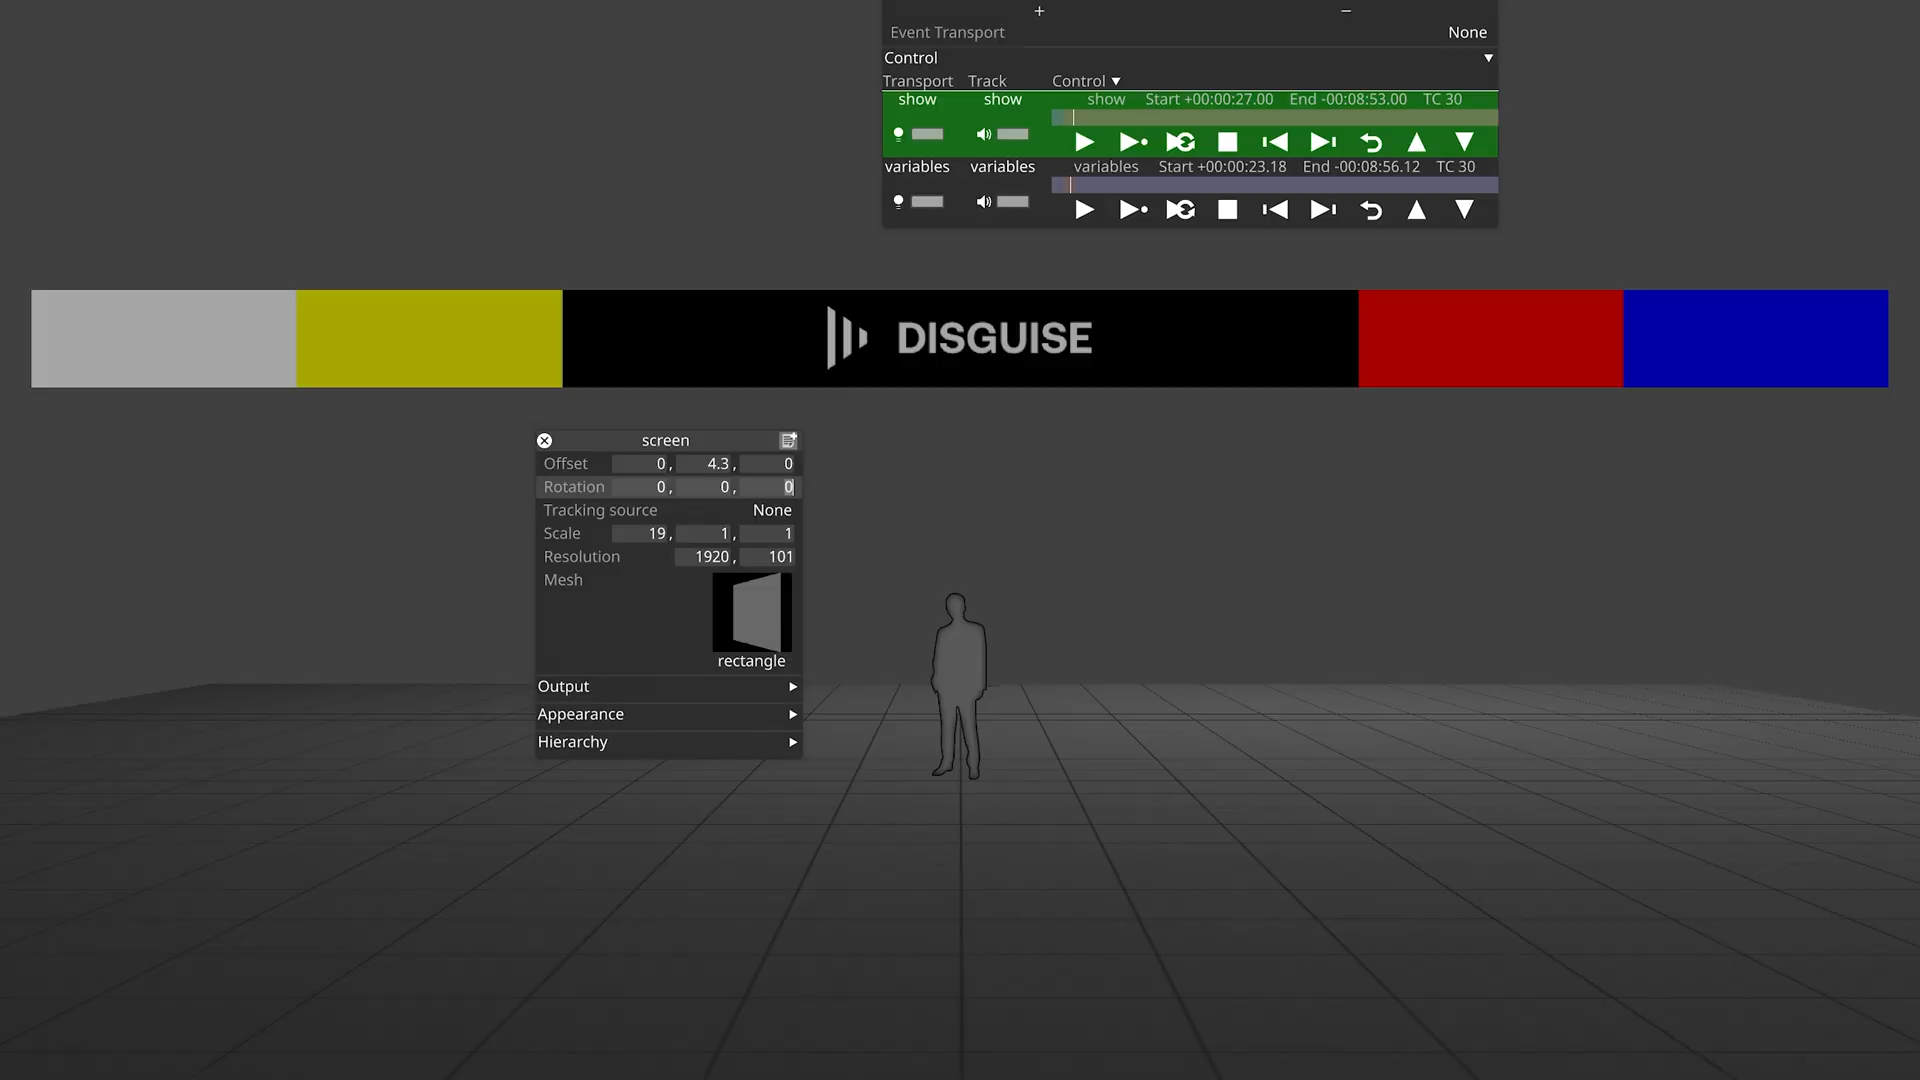 + −
Event Transport None
Control
Transport Track Control
show show show Start +00:00:27.00 End -00:08:53.00 TC 30
variables variables variables Start +00:00:23.18 End -00:08:56.12 TC 30
DISGUISE
screen
Offset 0, 4.3, 0
Rotation 0, 0, 0
Tracking source None
Scale 19, 1, 1
Resolution 1920, 101
Mesh
rectangle
Output
Appearance
Hierarchy